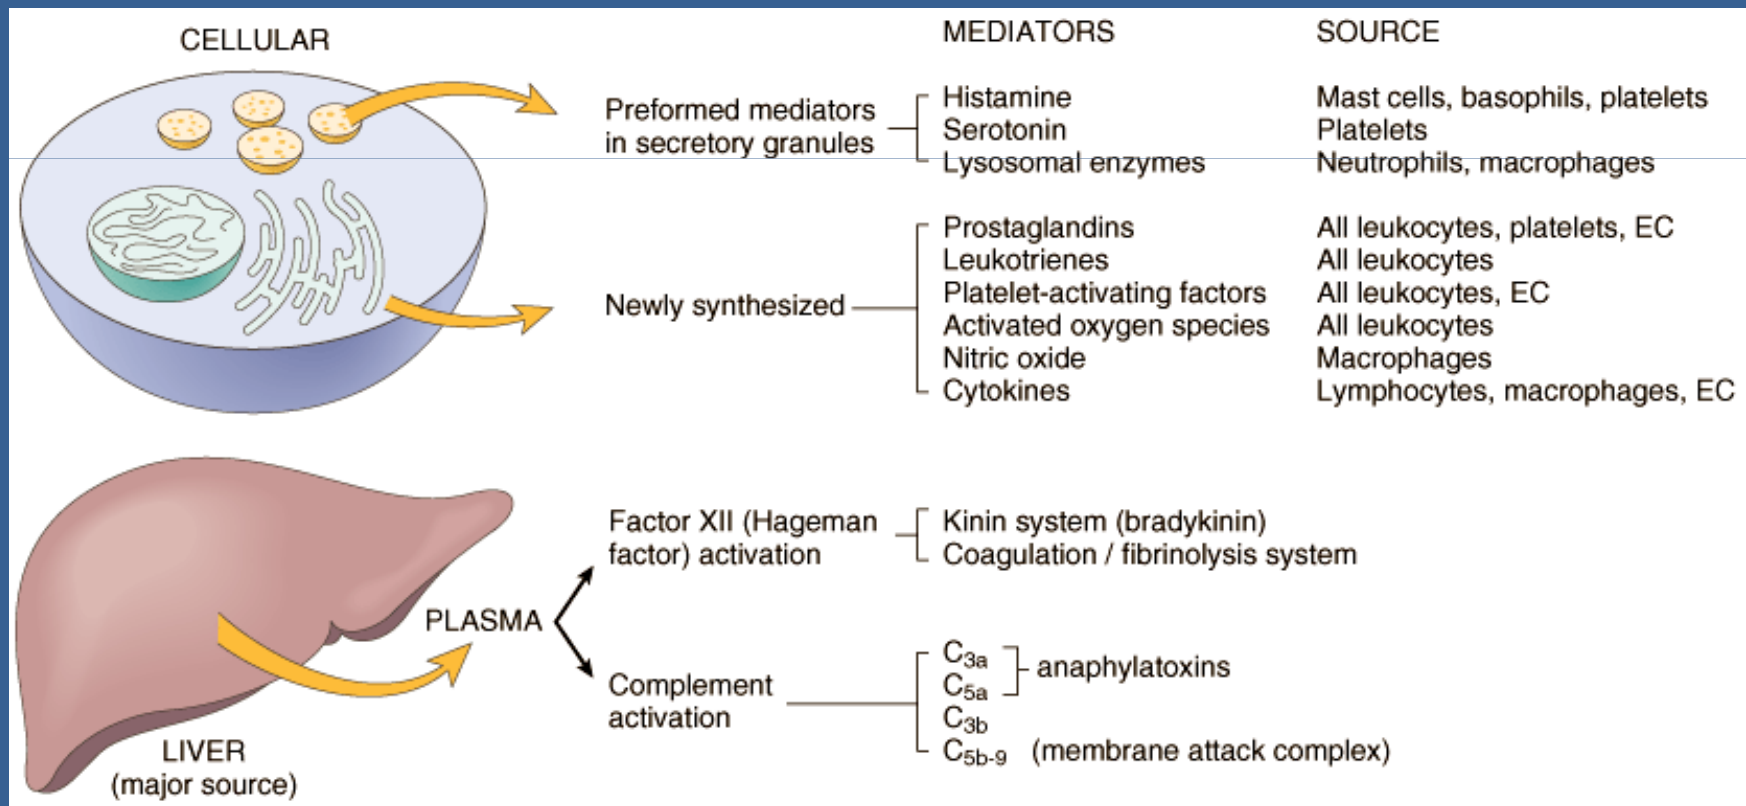 CELLULAR
MEDIATORS
SOURCE
Preformed mediators
in secretory granules
Histamine
Mast cells, basophils, platelets
Serotonin
Platelets
Lysosomal enzymes
Neutrophils, macrophages
Newly synthesized
Prostaglandins
All leukocytes, platelets, EC
Leukotrienes
All leukocytes
Platelet-activating factors
All leukocytes, EC
Activated oxygen species
All leukocytes
Nitric oxide
Macrophages
Cytokines
Lymphocytes, macrophages, EC
LIVER
(major source)
PLASMA
Factor XII (Hageman
factor) activation
Kinin system (bradykinin)
Coagulation / fibrinolysis system
Complement
activation
C3a
C5a
anaphylatoxins
C3b
C5b-9 (membrane attack complex)